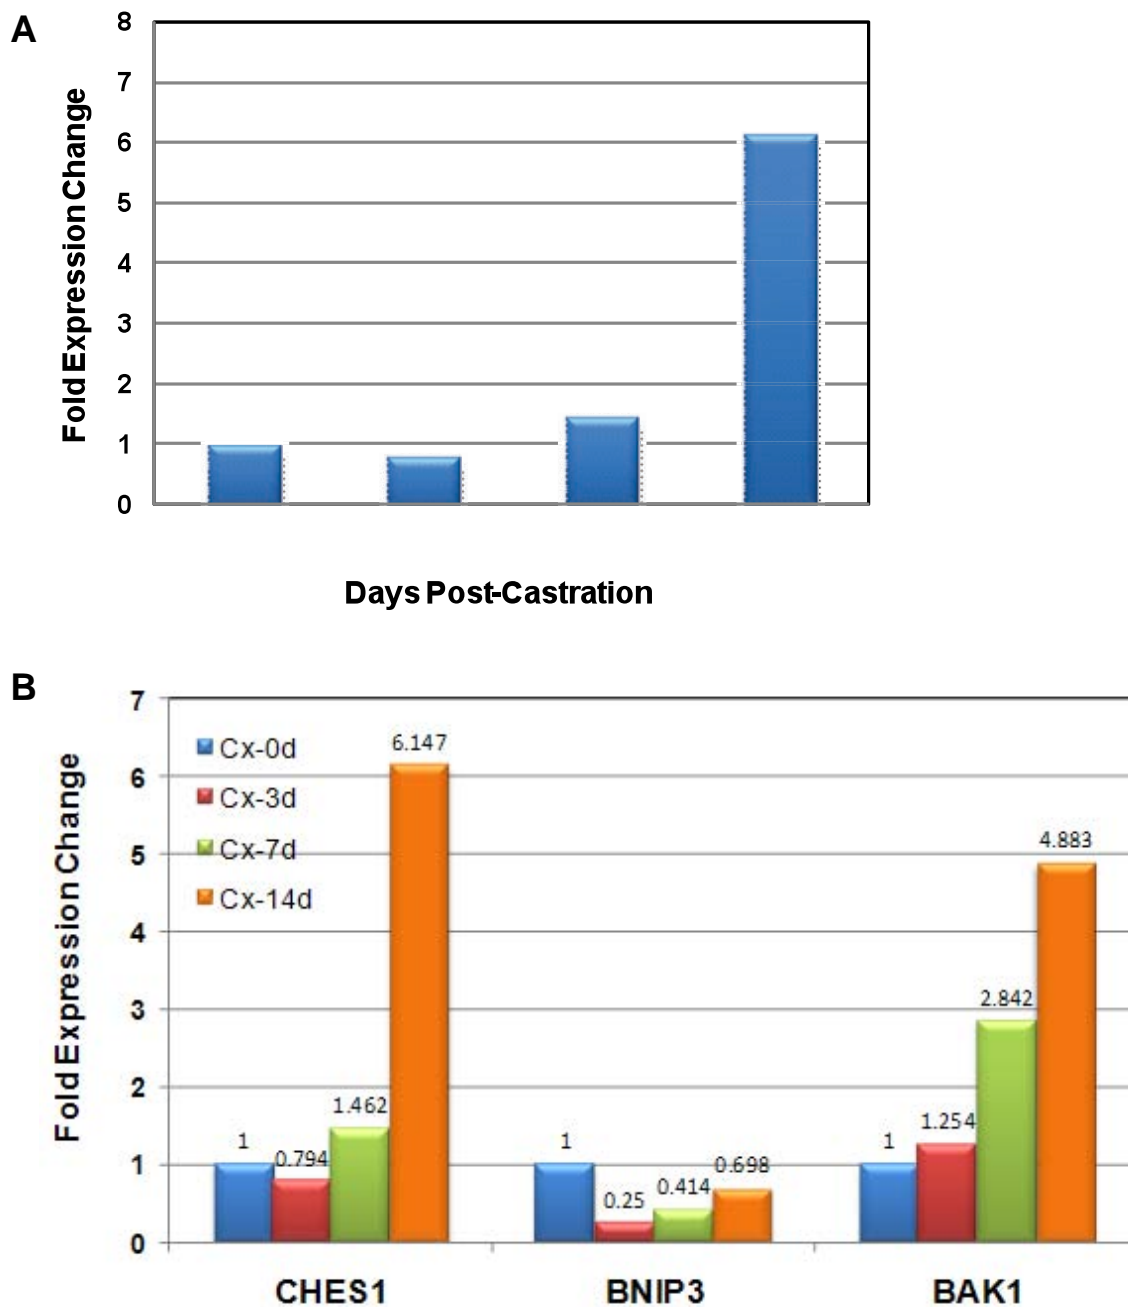 A
8
7
6
5
4
3
2
1
0
Fold Expression Change
Days Post-Castration
B
7
6
5
4
3
2
1
0
Fold Expression Change
Cx-0d
Cx-3d
Cx-7d
Cx-14d
1
0.794
1.462
6.147
1
0.25
0.414
0.698
1
1.254
2.842
4.883
CHES1 BNIP3 BAK1